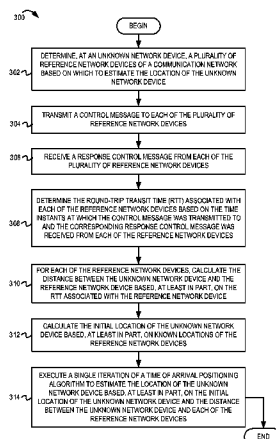 300
BEGIN
302
DETERMINE, AT AN UNKNOWN NETWORK DEVICE, A PLURALITY OF
REFERENCE NETWORK DEVICES OF A COMMUNICATION NETWORK
BASED ON WHICH TO ESTIMATE THE LOCATION OF THE UNKNOWN
NETWORK DEVICE
304
TRANSMIT A CONTROL MESSAGE TO EACH OF THE PLURALITY OF
REFERENCE NETWORK DEVICES
306
RECEIVE A RESPONSE CONTROL MESSAGE FROM EACH OF THE
PLURALITY OF REFERENCE NETWORK DEVICES
308
DETERMINE THE ROUND-TRIP TRANSIT TIME (RTT) ASSOCIATED WITH
EACH OF THE REFERENCE NETWORK DEVICES BASED ON THE TIME
INSTANTS AT WHICH THE CONTROL MESSAGE WAS TRANSMITTED TO
AND THE CORRESPONDING RESPONSE CONTROL MESSAGE WAS
RECEIVED FROM EACH OF THE REFERENCE NETWORK DEVICES
310
FOR EACH OF THE REFERENCE NETWORK DEVICES, CALCULATE THE
DISTANCE BETWEEN THE UNKNOWN NETWORK DEVICE AND THE
REFERENCE NETWORK DEVICE BASED, AT LEAST IN PART, ON THE
RTT ASSOCIATED WITH THE REFERENCE NETWORK DEVICE
312
CALCULATE THE INITIAL LOCATION OF THE UNKNOWN NETWORK
DEVICE BASED, AT LEAST IN PART, ON KNOWN LOCATIONS OF THE
REFERENCE NETWORK DEVICES
314
EXECUTE A SINGLE ITERATION OF A TIME OF ARRIVAL POSITIONING
ALGORITHM TO ESTIMATE THE LOCATION OF THE UNKNOWN
NETWORK DEVICE BASED, AT LEAST IN PART, ON THE INITIAL
LOCATION OF THE UNKNOWN NETWORK DEVICE AND THE DISTANCE
BETWEEN THE UNKNOWN NETWORK DEVICE AND EACH OF THE
REFERENCE NETWORK DEVICES
END